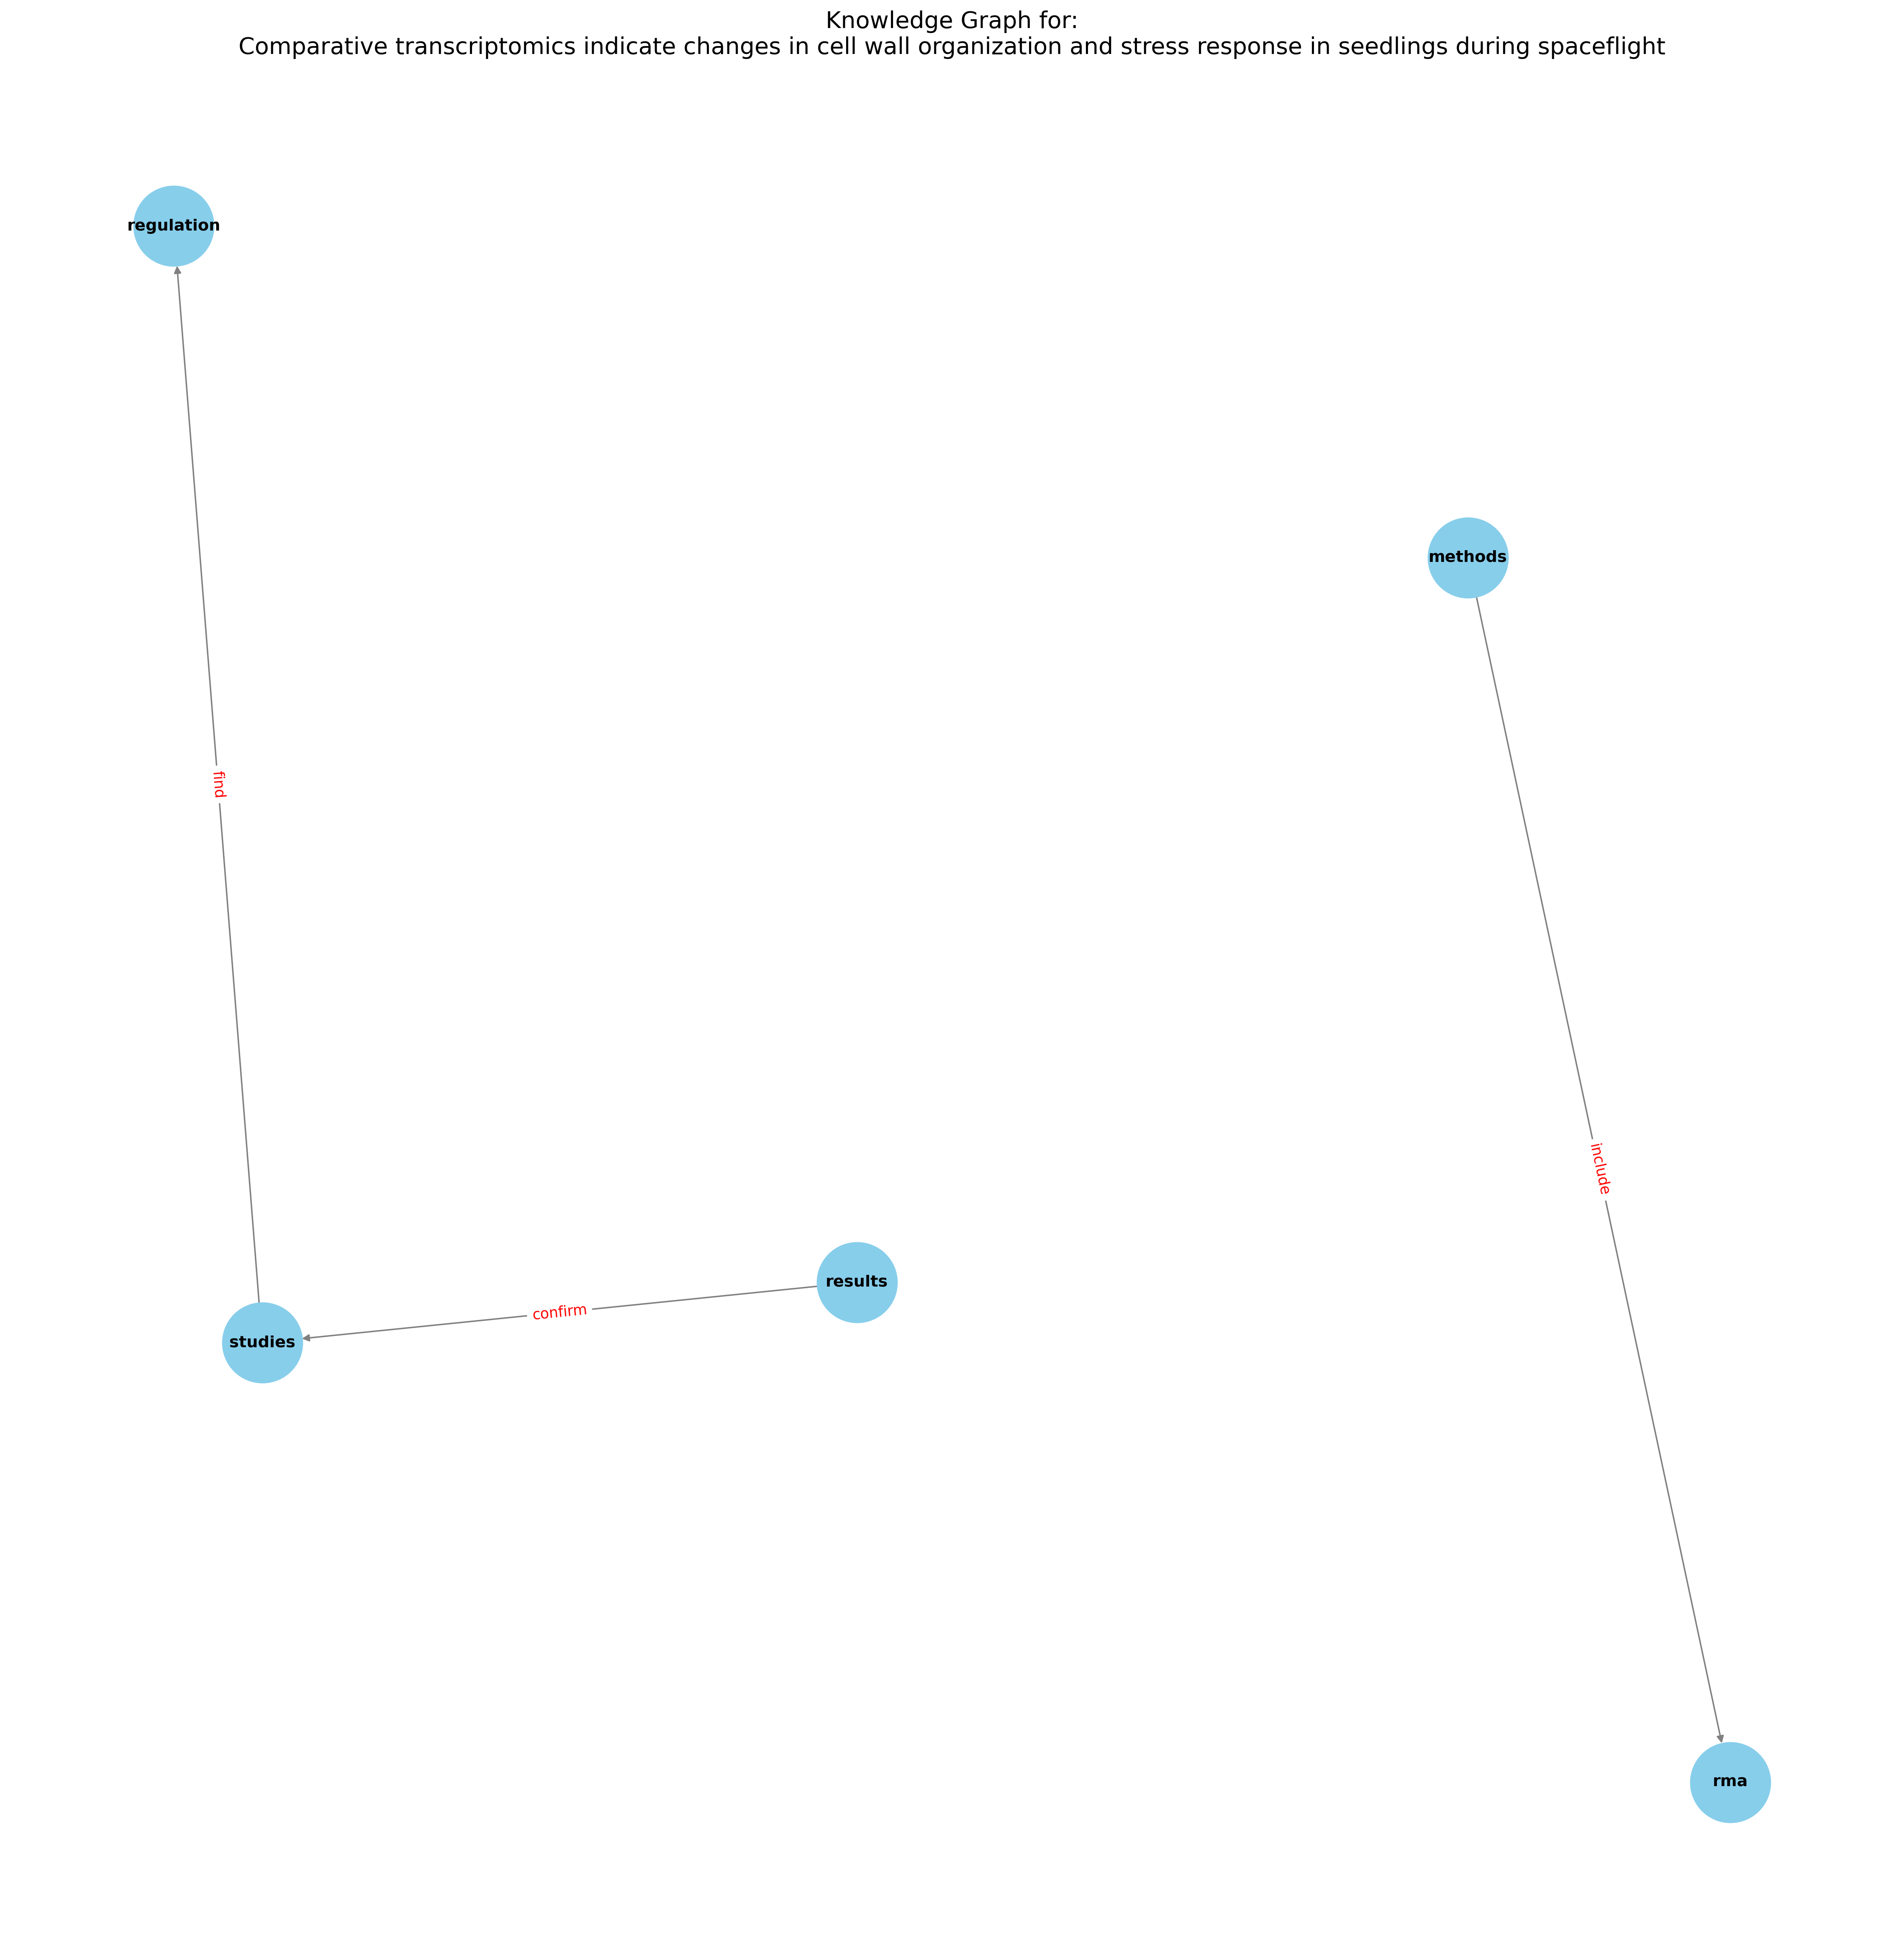 Knowledge Graph for:
Comparative transcriptomics indicate changes in cell wall organization and stress response in seedlings during spaceflight
regulation
methods
find
include
results
confirm
studies
rma